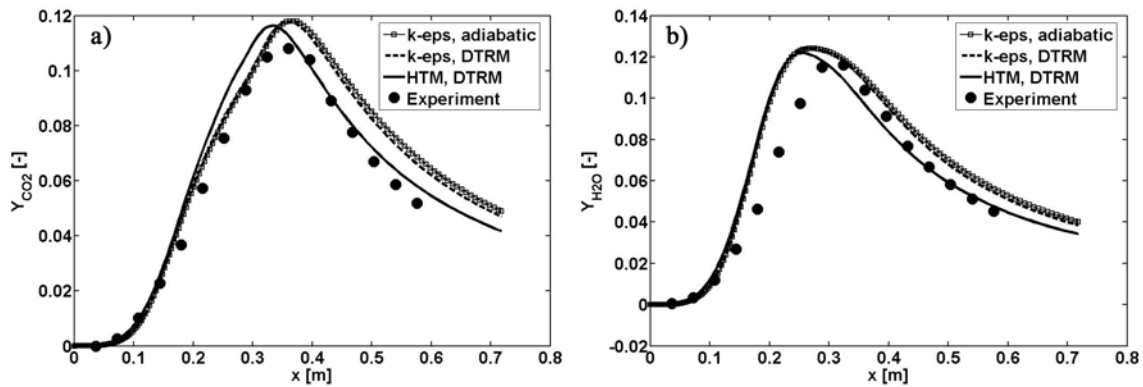 a)
k-eps, adiabatic
k-eps, DTRM
HTM, DTRM
Experiment
Y_CO2 [-]
0.12
0.1
0.08
0.06
0.04
0.02
0
0
0.1
0.2
0.3
0.4
0.5
0.6
0.7
0.8
x [m]
b)
k-eps, adiabatic
k-eps, DTRM
HTM, DTRM
Experiment
Y_H2O [-]
0.14
0.12
0.1
0.08
0.06
0.04
0.02
0
-0.02
0
0.1
0.2
0.3
0.4
0.5
0.6
0.7
0.8
x [m]